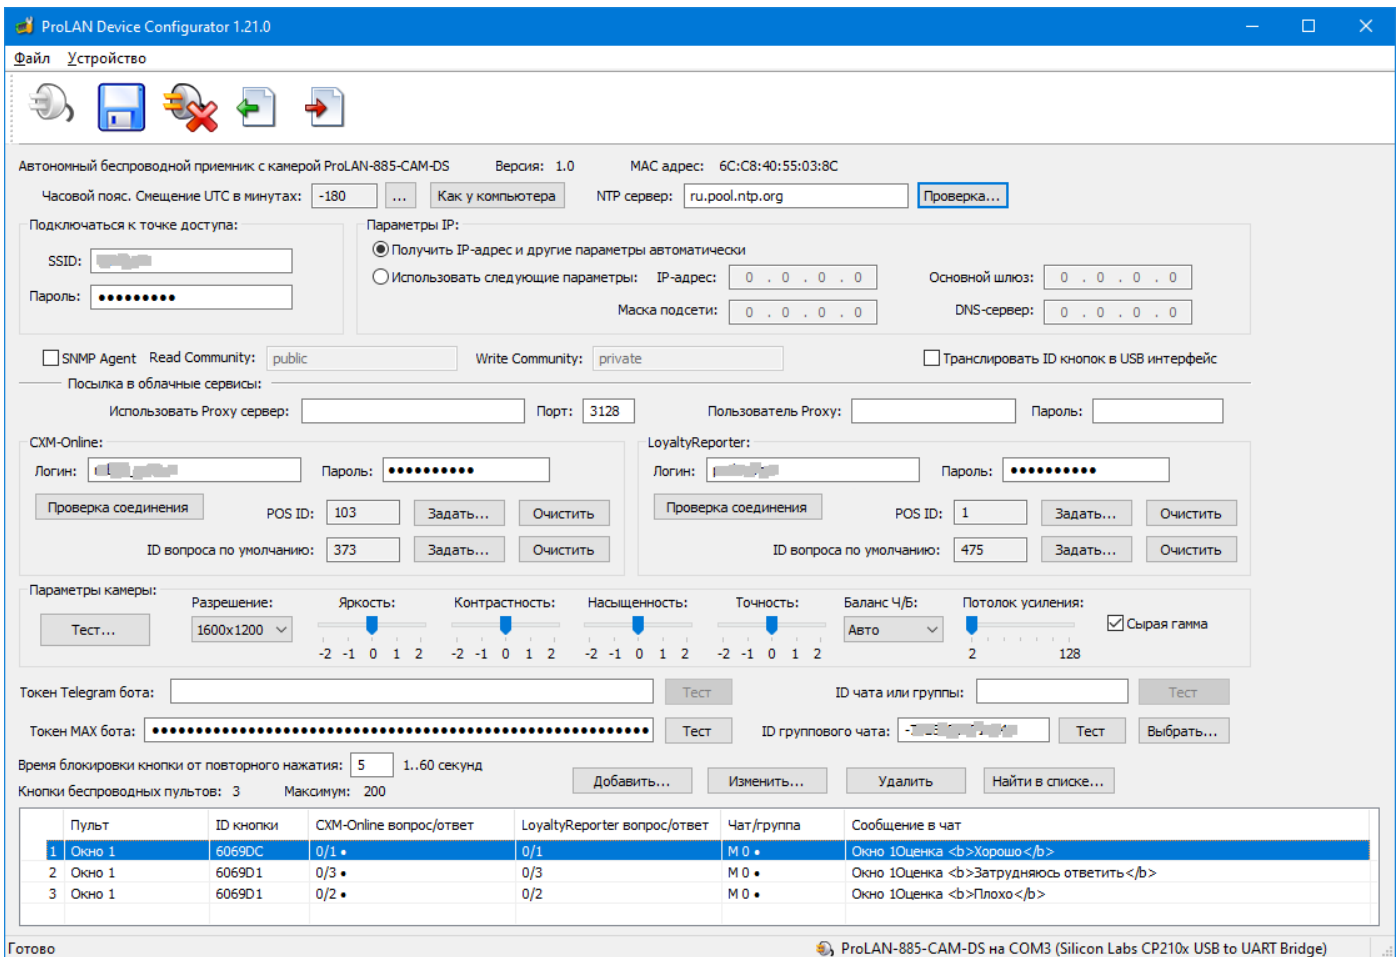 ProLAN Device Configurator 1.21.0
Файл Устройство
Автономный беспроводной приемник с камерой ProLAN-885-CAM-DS Версия: 1.0 MAC адрес: 6C:C8:40:55:03:8C
Часовой пояс. Смещение UTC в минутах: -180 ... Как у компьютера NTP сервер: ru.pool.ntp.org Проверка...
Подключаться к точке доступа: Параметры IP:
Получить IP-адрес и другие параметры автоматически
SSID:
Использовать следующие параметры: IP-адрес: 0 . 0 . 0 . 0 Основной шлюз: 0 . 0 . 0 . 0
Пароль: •••••••••
Маска подсети: 0 . 0 . 0 . 0 DNS-сервер: 0 . 0 . 0 . 0
SNMP Agent Read Community: public Write Community: private Транслировать ID кнопок в USB интерфейс
Посылка в облачные сервисы:
Использовать Proxy сервер: Порт: 3128 Пользователь Proxy: Пароль:
CXM-Online: LoyaltyReporter:
Логин: Пароль: •••••••••• Логин: Пароль: ••••••••••
Проверка соединения POS ID: 103 Задать... Очистить Проверка соединения POS ID: 1 Задать... Очистить
ID вопроса по умолчанию: 373 Задать... Очистить ID вопроса по умолчанию: 475 Задать... Очистить
Параметры камеры:
Разрешение: Яркость: Контрастность: Насыщенность: Точность: Баланс Ч/Б: Потолок усиления:
Тест... 1600x1200 Авто Сырая гамма
-2 -1 0 1 2 -2 -1 0 1 2 -2 -1 0 1 2 -2 -1 0 1 2 2 128
Токен Telegram бота: Тест ID чата или группы: Тест
Токен MAX бота: Тест ID группового чата: Тест Выбрать...
Время блокировки кнопки от повторного нажатия: 5 1..60 секунд
Добавить... Изменить... Удалить Найти в списке...
Кнопки беспроводных пультов: 3 Максимум: 200
Пульт ID кнопки CXM-Online вопрос/ответ LoyaltyReporter вопрос/ответ Чат/группа Сообщение в чат
1 Окно 1 6069DC 0/1 • 0/1 M 0 • Окно 1Оценка <b>Хорошо</b>
2 Окно 1 6069D1 0/3 • 0/3 M 0 • Окно 1Оценка <b>Затрудняюсь ответить</b>
3 Окно 1 6069D1 0/2 • 0/2 M 0 • Окно 1Оценка <b>Плохо</b>
Готово ProLAN-885-CAM-DS на COM3 (Silicon Labs CP210x USB to UART Bridge)